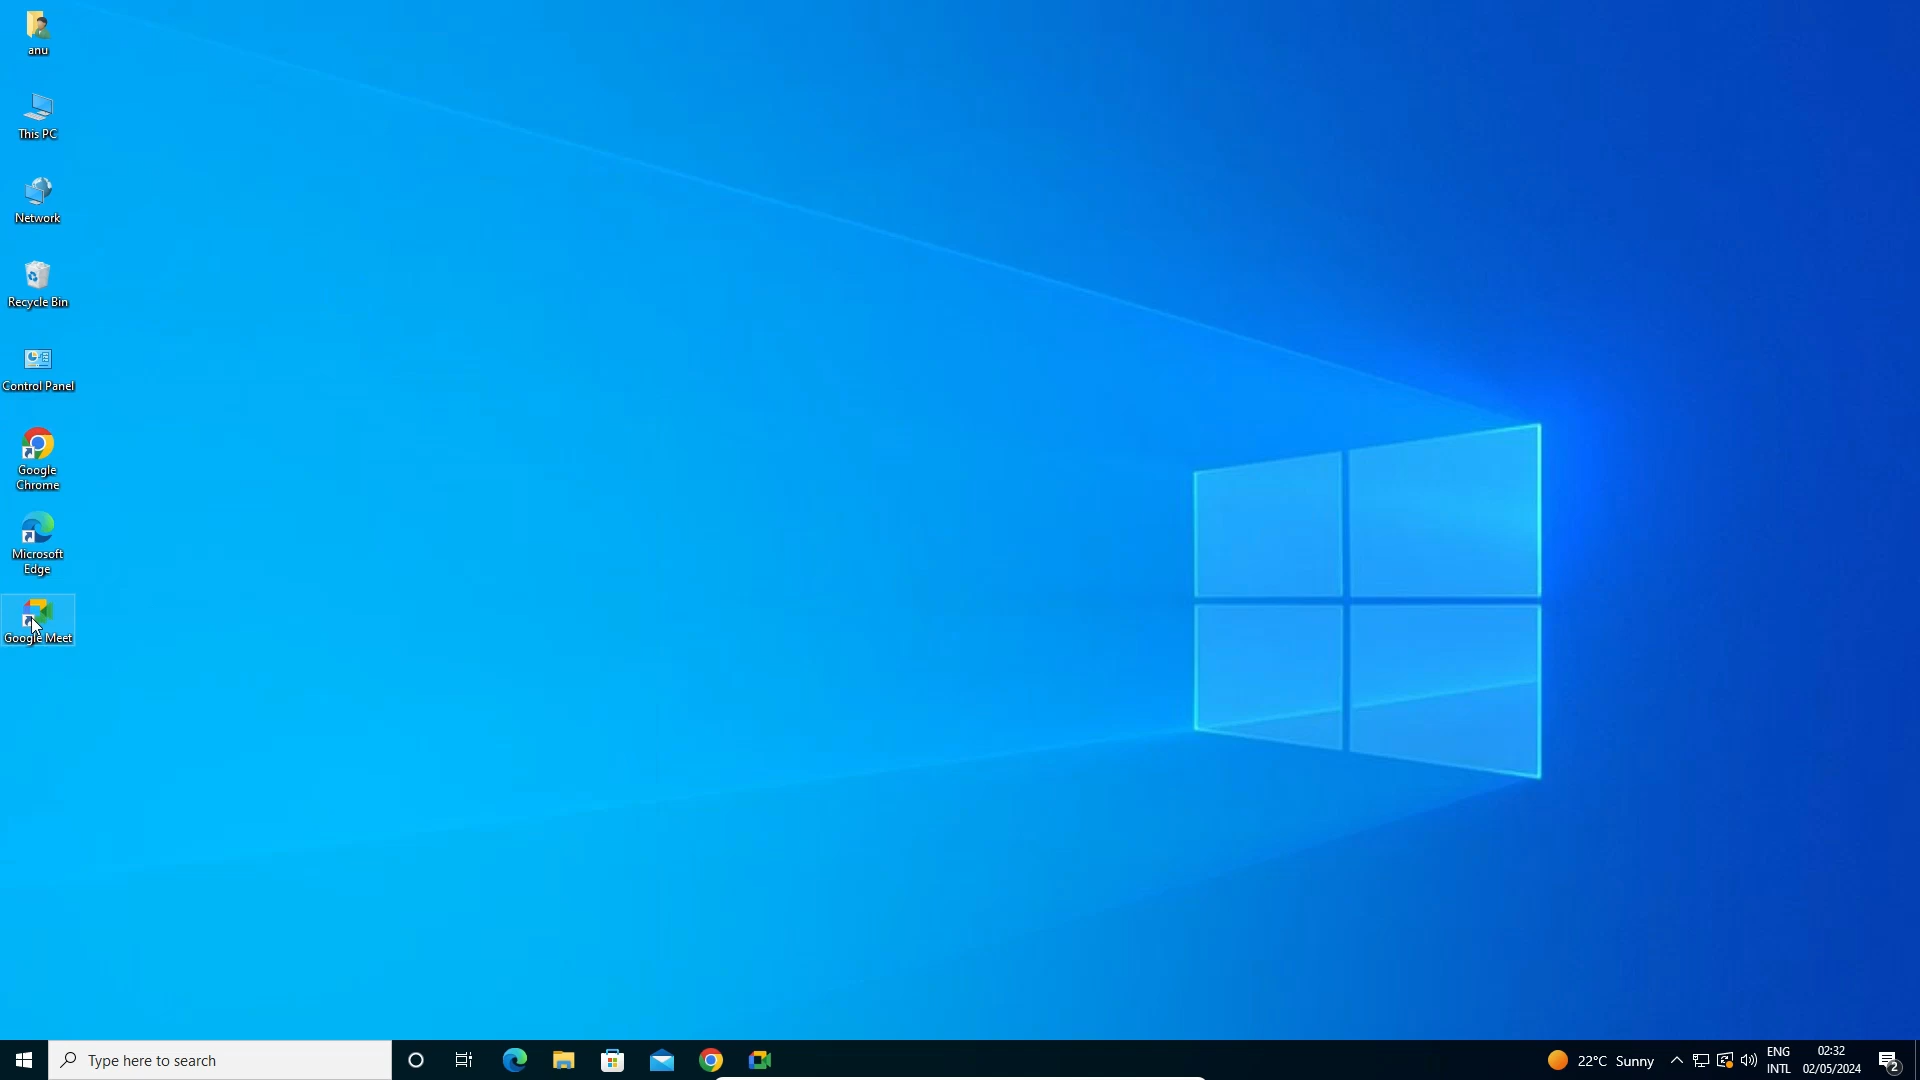 anu
This PC
Network
Recycle Bin
Control Panel
Google
Chrome
Microsoft
Edge
Google Meet
Type here to search
22°C Sunny
ENG
INTL
02:32
02/05/2024
2